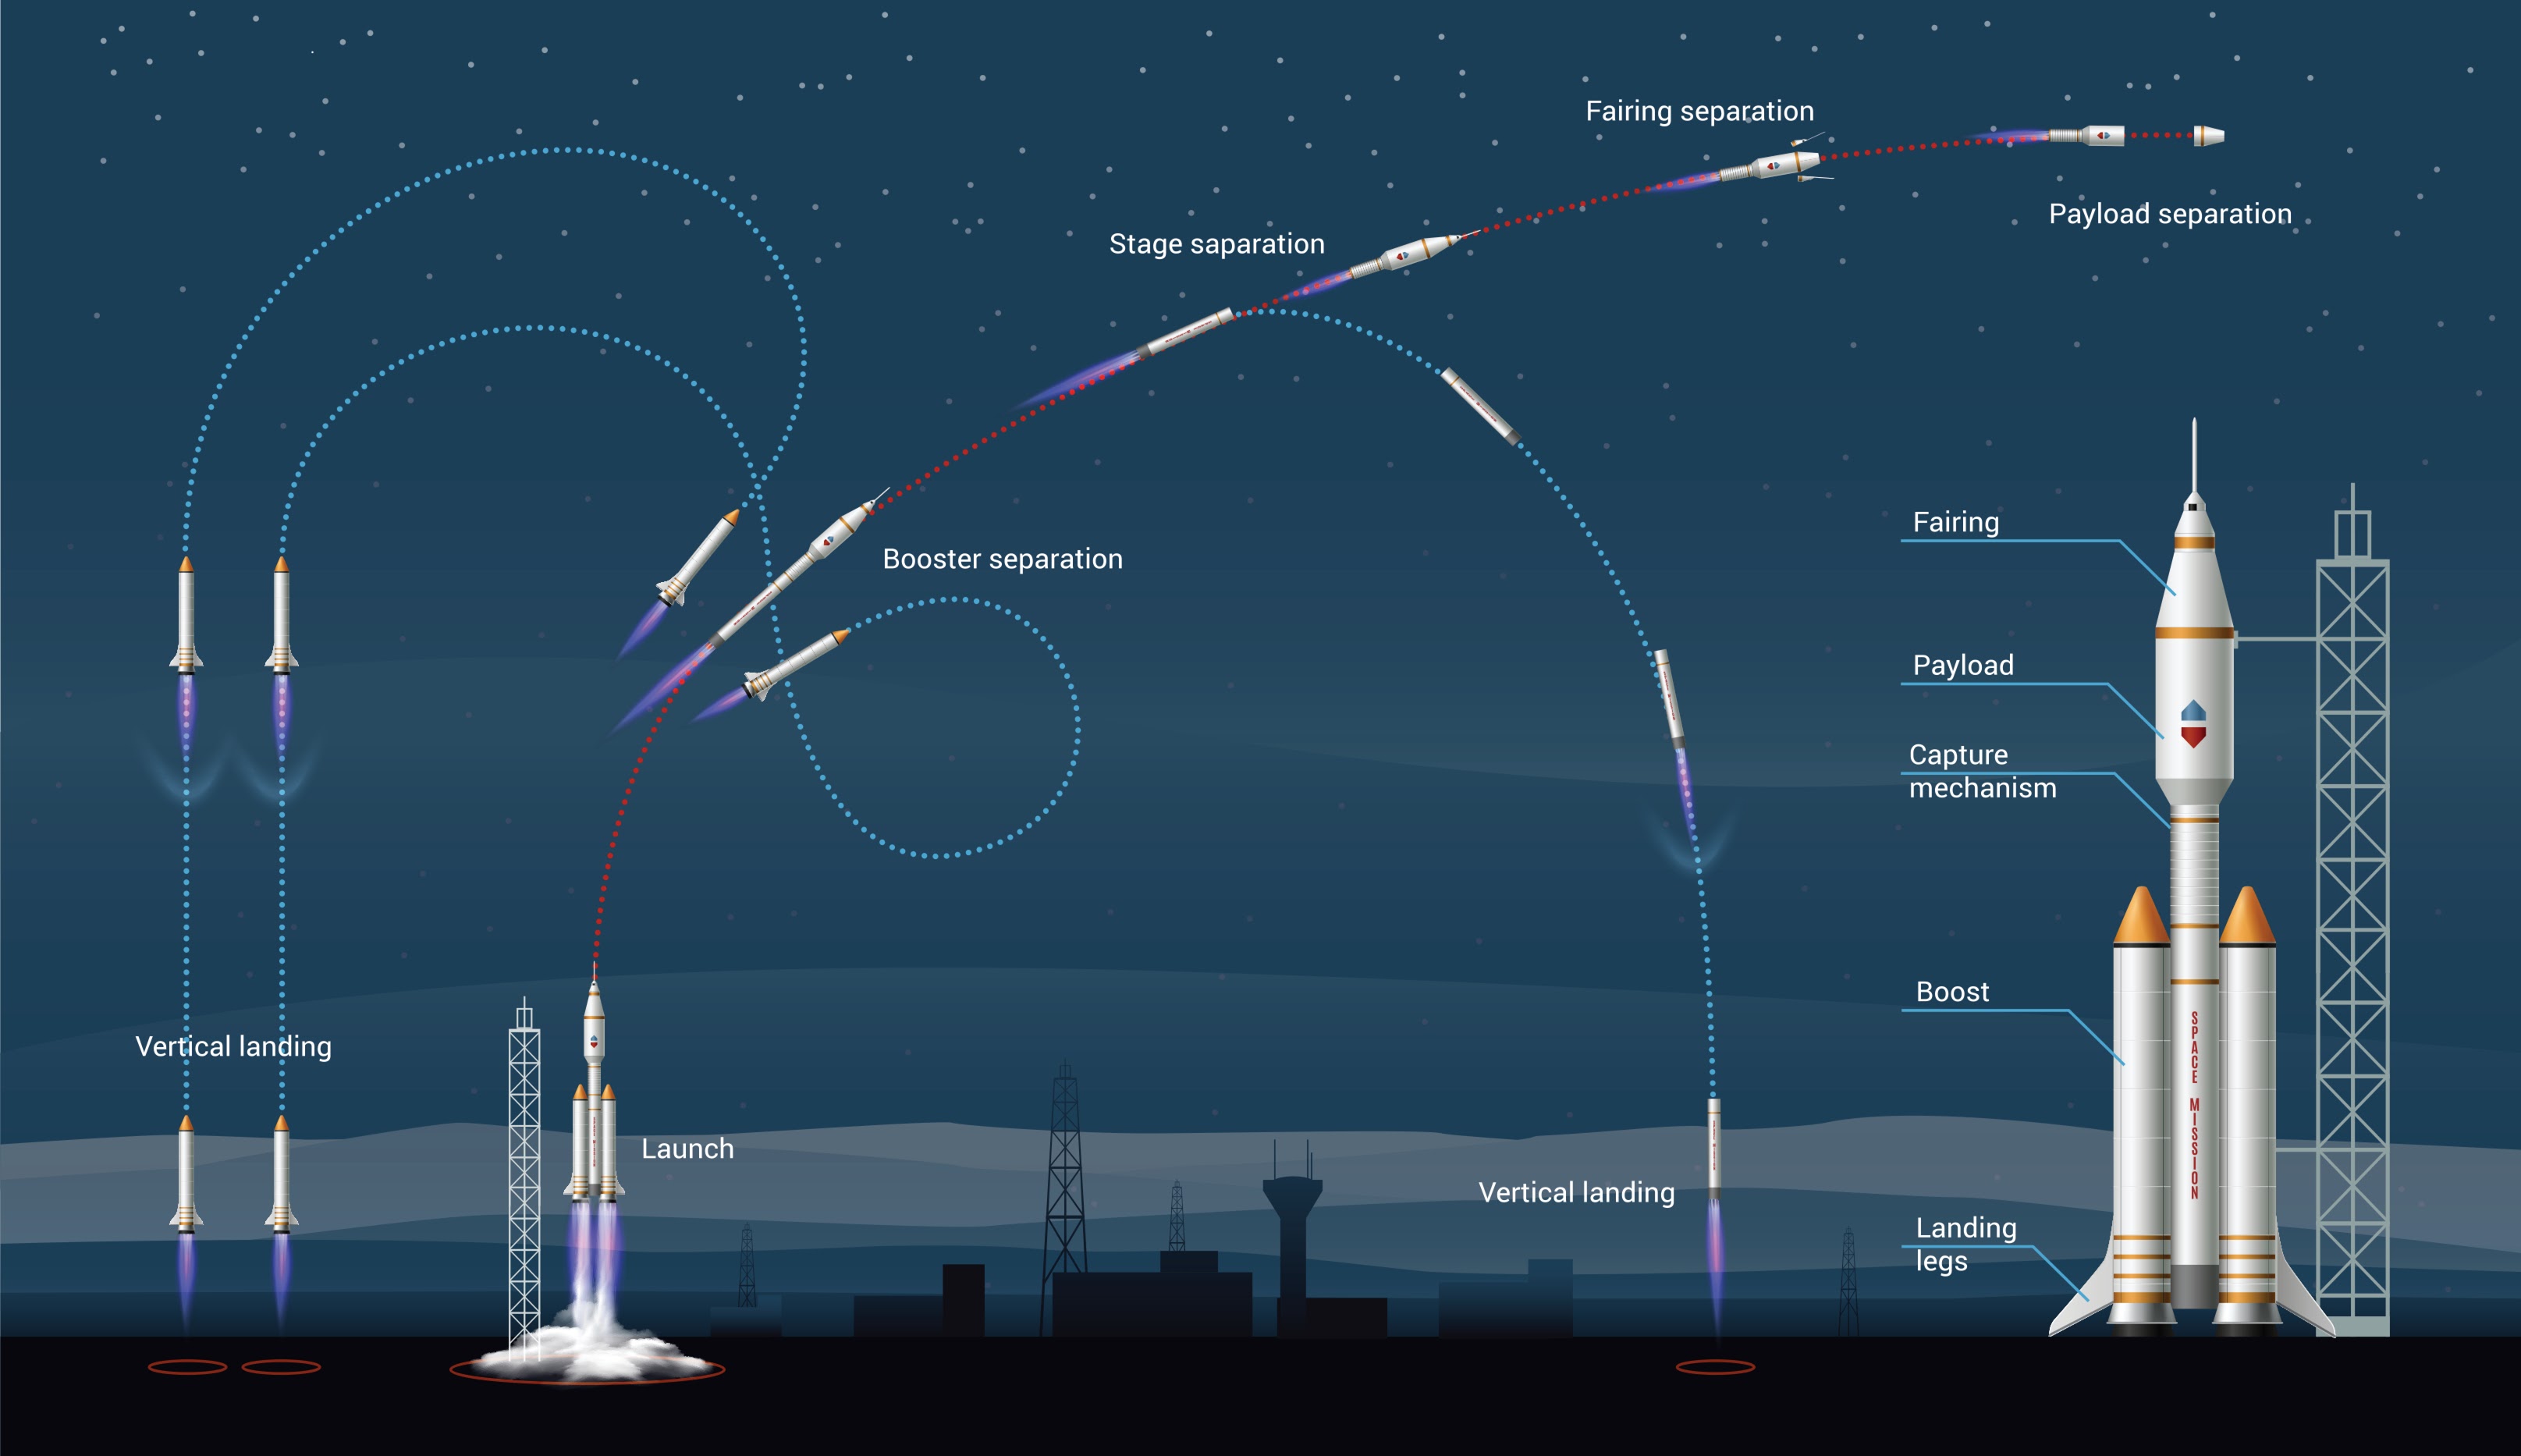 Fairing separation
Payload separation
Stage saparation
Booster separation
Fairing
Payload
Capture
mechanism
Boost
Vertical landing
Launch
Vertical landing
SPACE MISSION
Landing
legs